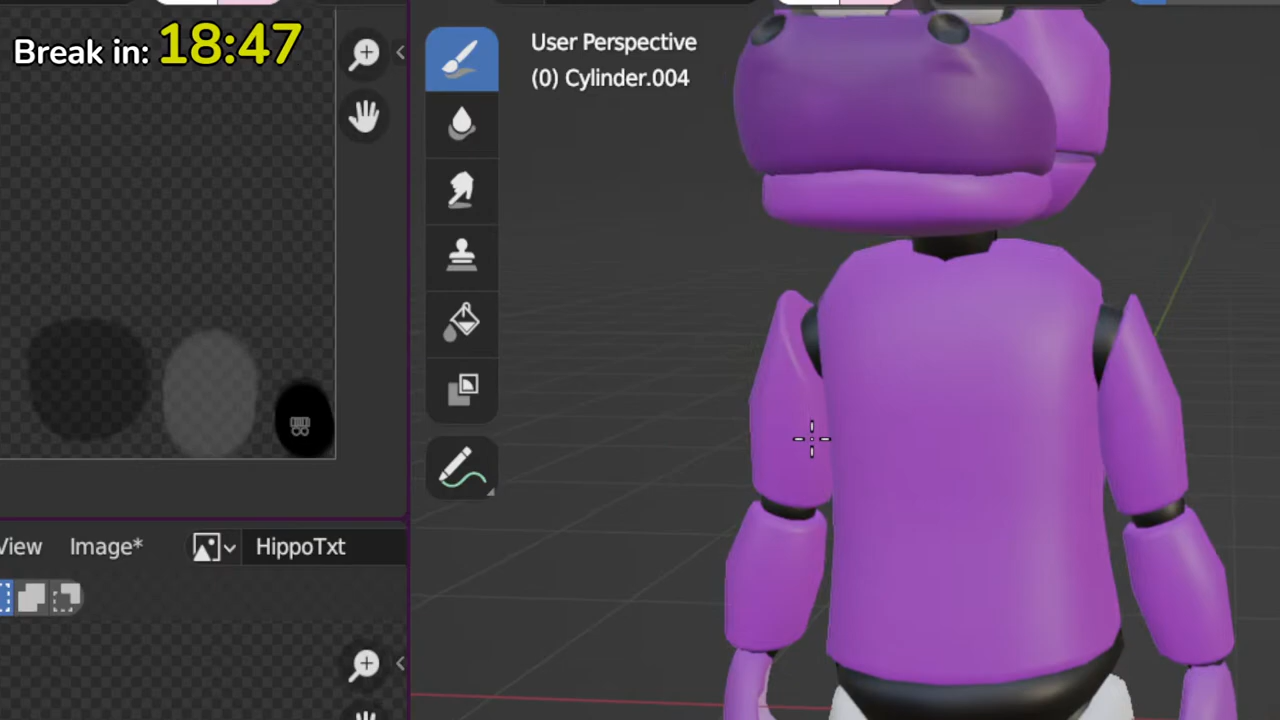 Break in: 18:47
User Perspective
(0) Cylinder.004
View
Image*
HippoTxt